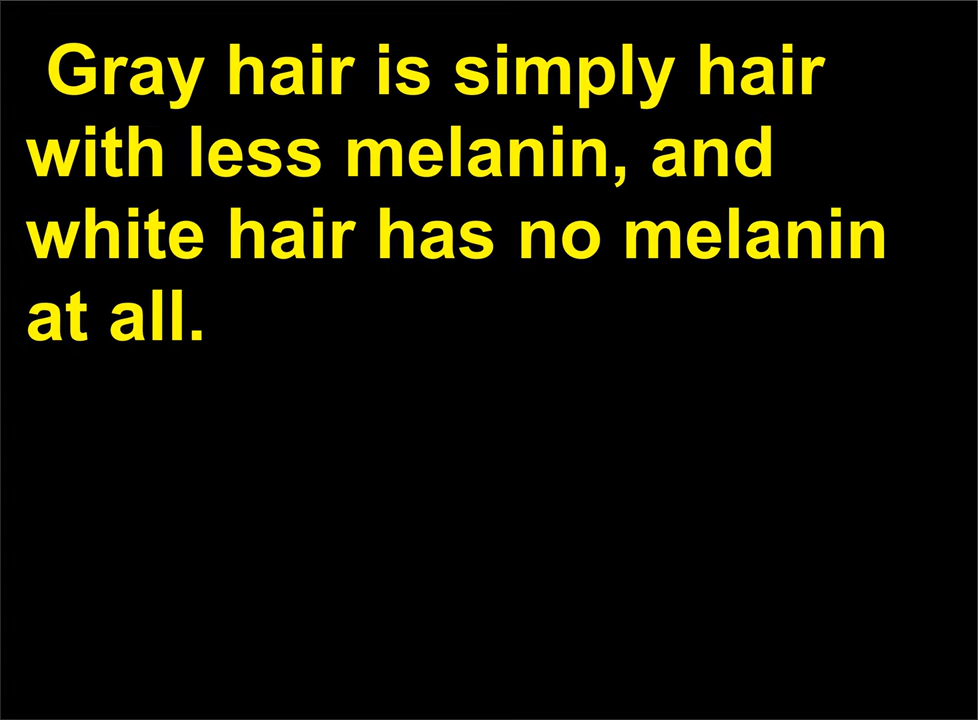 Gray hair is simply hair
with less melanin, and
white hair has no melanin
at all.